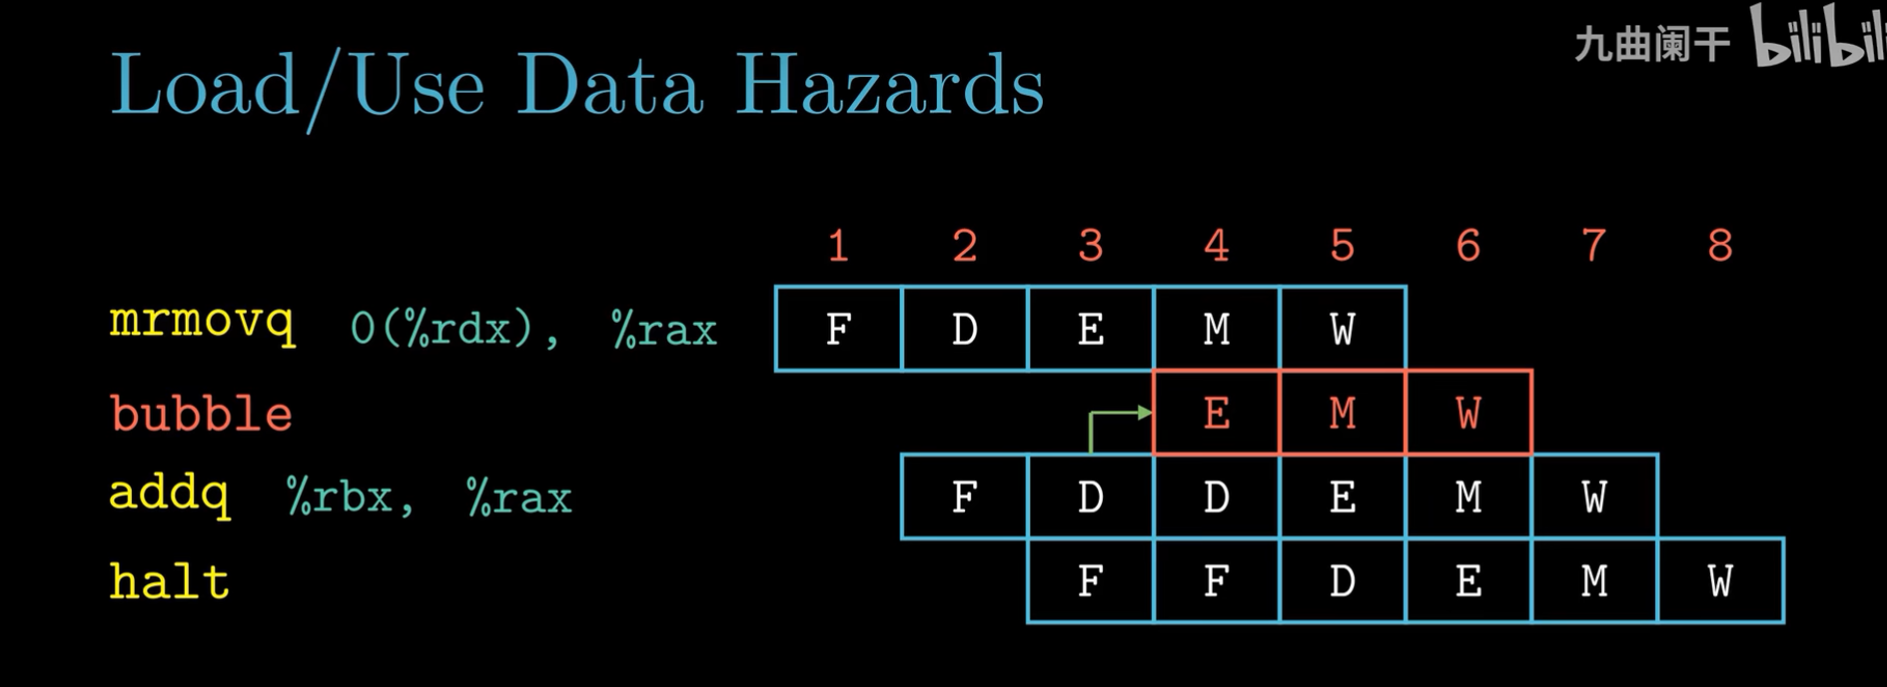 九曲阑干 bilibili
Load/Use Data Hazards
1 2 3 4 5 6 7 8
mrmovq 0(%rdx), %rax F D E M W
bubble E M W
addq %rbx, %rax F D D E M W
halt F F D E M W